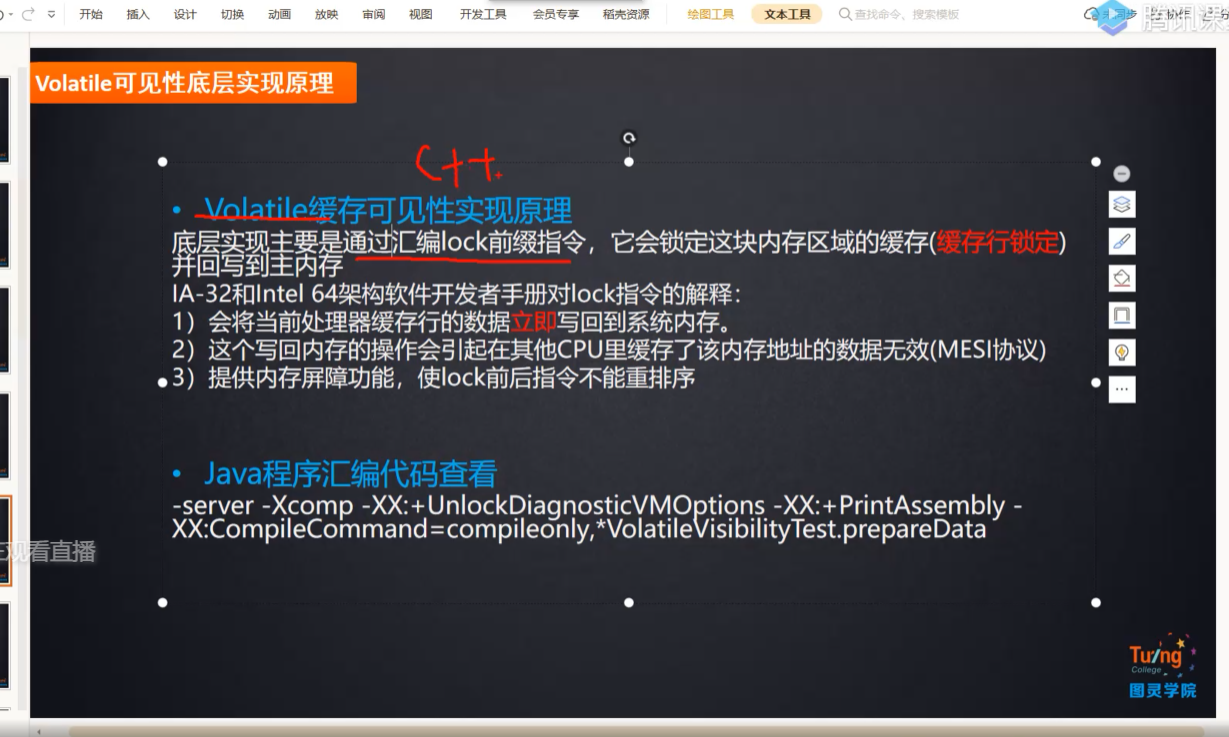 开始 插入 设计 切换 动画 放映 审阅 视图 开发工具 会员专享 稻壳资源 绘图工具 文本工具 查找命令、搜索模板
腾讯课
Volatile可见性底层实现原理
C++
• Volatile缓存可见性实现原理
底层实现主要是通过汇编lock前缀指令，它会锁定这块内存区域的缓存(缓存行锁定)
并回写到主内存
IA-32和Intel 64架构软件开发者手册对lock指令的解释：
1）会将当前处理器缓存行的数据立即写回到系统内存。
2）这个写回内存的操作会引起在其他CPU里缓存了该内存地址的数据无效(MESI协议)
3）提供内存屏障功能，使lock前后指令不能重排序
• Java程序汇编代码查看
-server -Xcomp -XX:+UnlockDiagnosticVMOptions -XX:+PrintAssembly -
XX:CompileCommand=compileonly,*VolatileVisibilityTest.prepareData
观看直播
Tuling
College
图灵学院